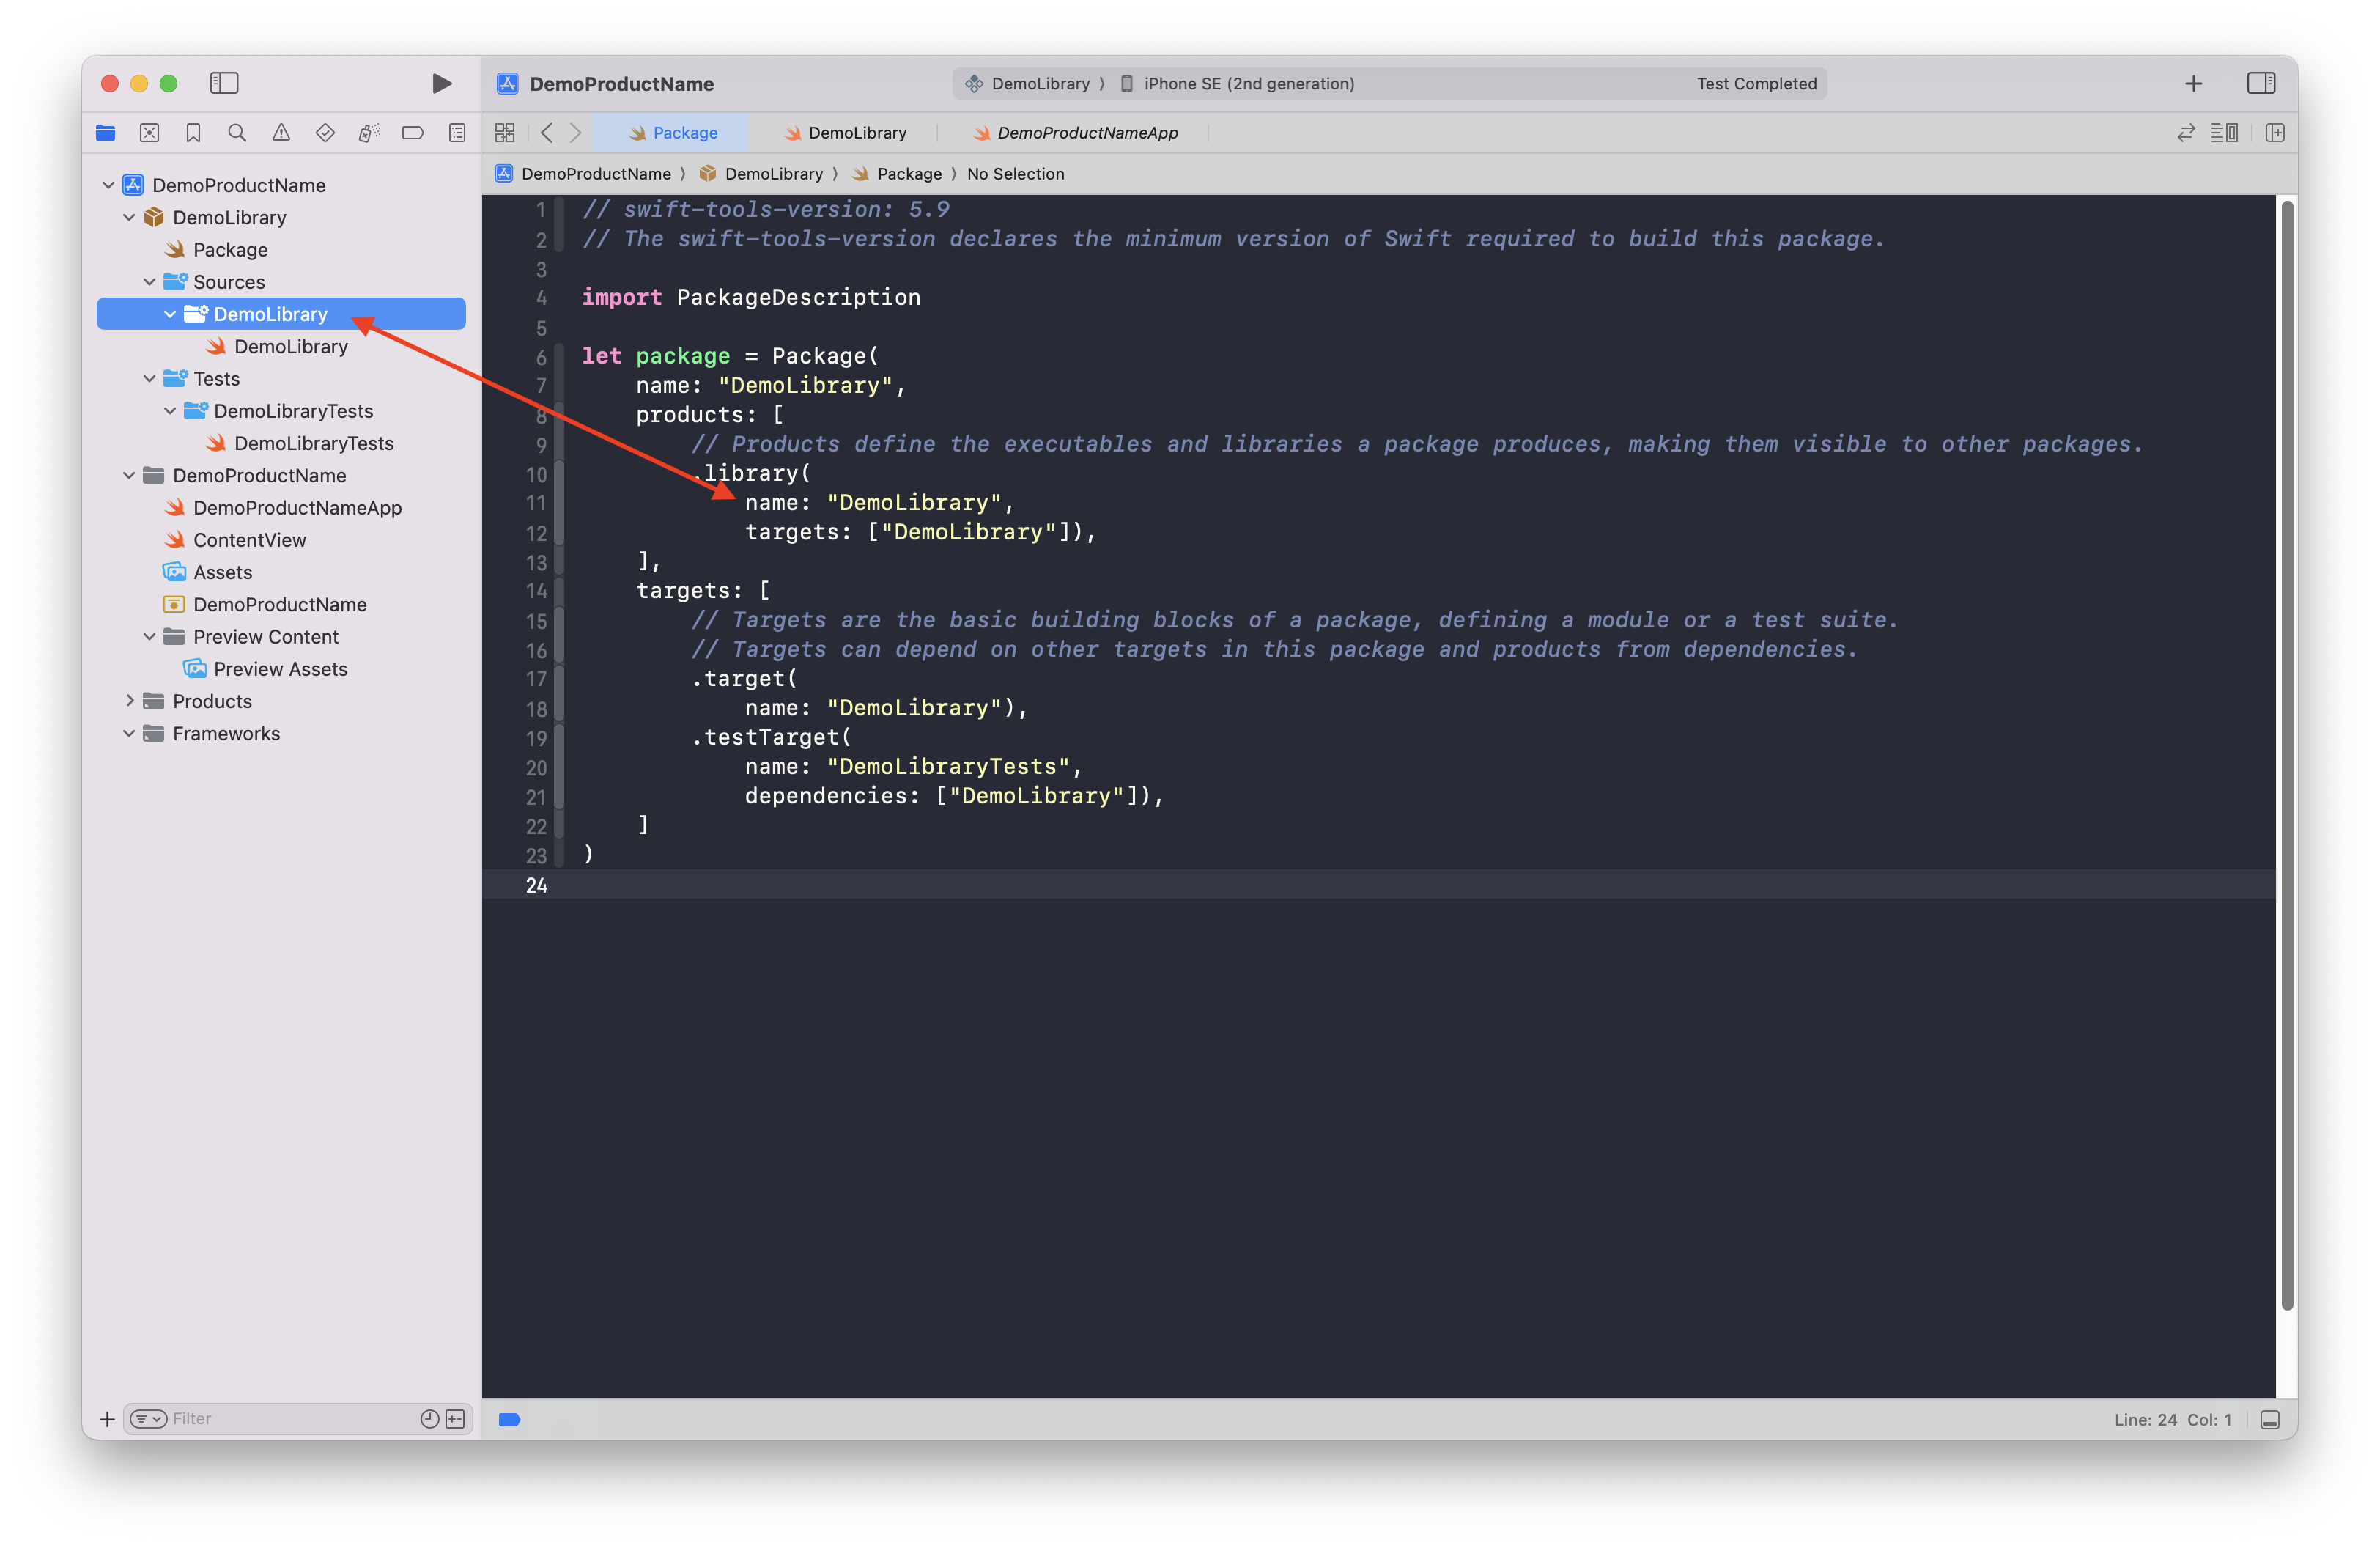 DemoProductName
DemoLibrary 〉 iPhone SE (2nd generation)
Test Completed
Package
DemoLibrary
DemoProductNameApp
DemoProductName 〉 DemoLibrary 〉 Package 〉 No Selection
DemoProductName
DemoLibrary
Package
Sources
DemoLibrary
DemoLibrary
Tests
DemoLibraryTests
DemoLibraryTests
DemoProductName
DemoProductNameApp
ContentView
Assets
DemoProductName
Preview Content
Preview Assets
Products
Frameworks
Filter
1 // swift-tools-version: 5.9
2 // The swift-tools-version declares the minimum version of Swift required to build this package.
3
4 import PackageDescription
5
6 let package = Package(
7 name: "DemoLibrary",
8 products: [
9 // Products define the executables and libraries a package produces, making them visible to other packages.
10 .library(
11 name: "DemoLibrary",
12 targets: ["DemoLibrary"]),
13 ],
14 targets: [
15 // Targets are the basic building blocks of a package, defining a module or a test suite.
16 // Targets can depend on other targets in this package and products from dependencies.
17 .target(
18 name: "DemoLibrary"),
19 .testTarget(
20 name: "DemoLibraryTests",
21 dependencies: ["DemoLibrary"]),
22 ]
23 )
24
Line: 24 Col: 1